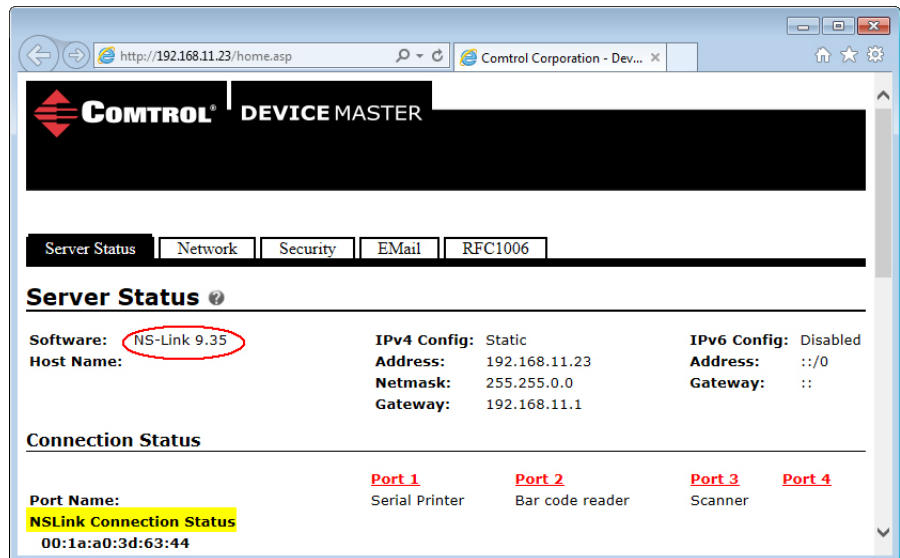 http://192.168.11.23/home.asp
Comtrol Corporation - Dev...
COMTROL® DEVICEMASTER
Server Status Network Security EMail RFC1006
Server Status ?
Software: NS-Link 9.35 IPv4 Config: Static IPv6 Config: Disabled
Host Name: Address: 192.168.11.23 Address: ::/0
Netmask: 255.255.0.0 Gateway: ::
Gateway: 192.168.11.1
Connection Status
Port 1 Port 2 Port 3 Port 4
Port Name: Serial Printer Bar code reader Scanner
NSLink Connection Status
00:1a:a0:3d:63:44